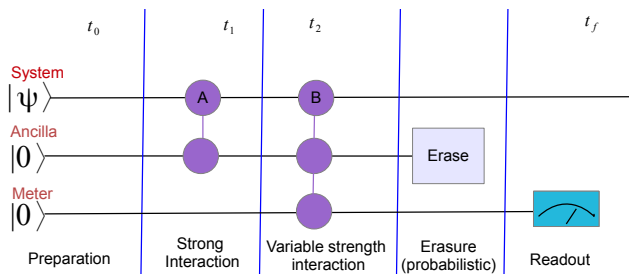 t0 t1 t2 tf
System
|ψ⟩ A B
Ancilla
|0⟩ Erase
Meter
|0⟩
Preparation Strong Interaction Variable strength interaction Erasure (probabilistic) Readout